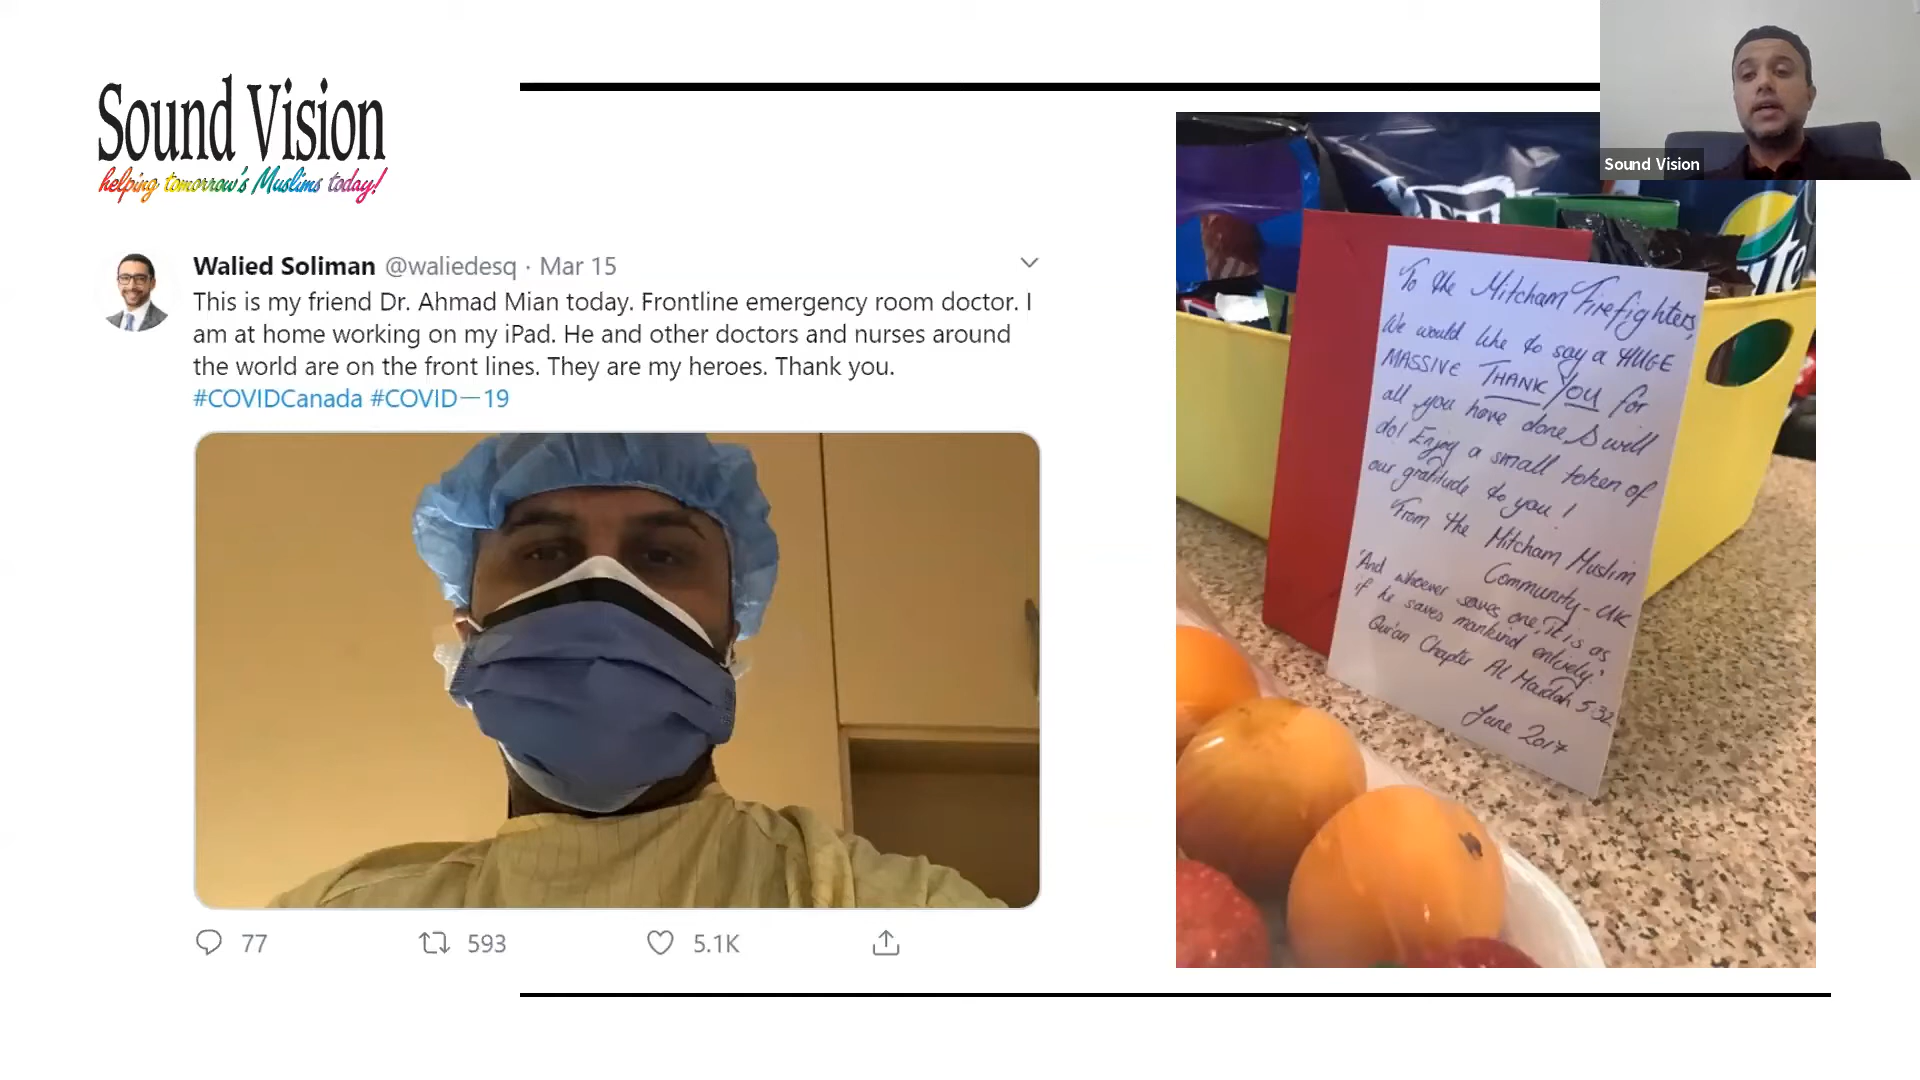 Sound Vision
helping tomorrow's Muslims today!
Walied Soliman @waliedesq · Mar 15
This is my friend Dr. Ahmad Mian today. Frontline emergency room doctor. I
am at home working on my iPad. He and other doctors and nurses around
the world are on the front lines. They are my heroes. Thank you.
#COVIDCanada #COVID—19
77
593
5.1K
To the Mitcham Firefighters,
We would like to say a HUGE
MASSIVE THANK YOU for
all you have done & will
do! Enjoy a small token of
our gratitude to you!
From the Mitcham Muslim
Community - UK
'And whoever saves one, it is as
if he saves mankind entirely.'
Qur'an Chapter Al Maidah 5:32
June 2017
Sound Vision